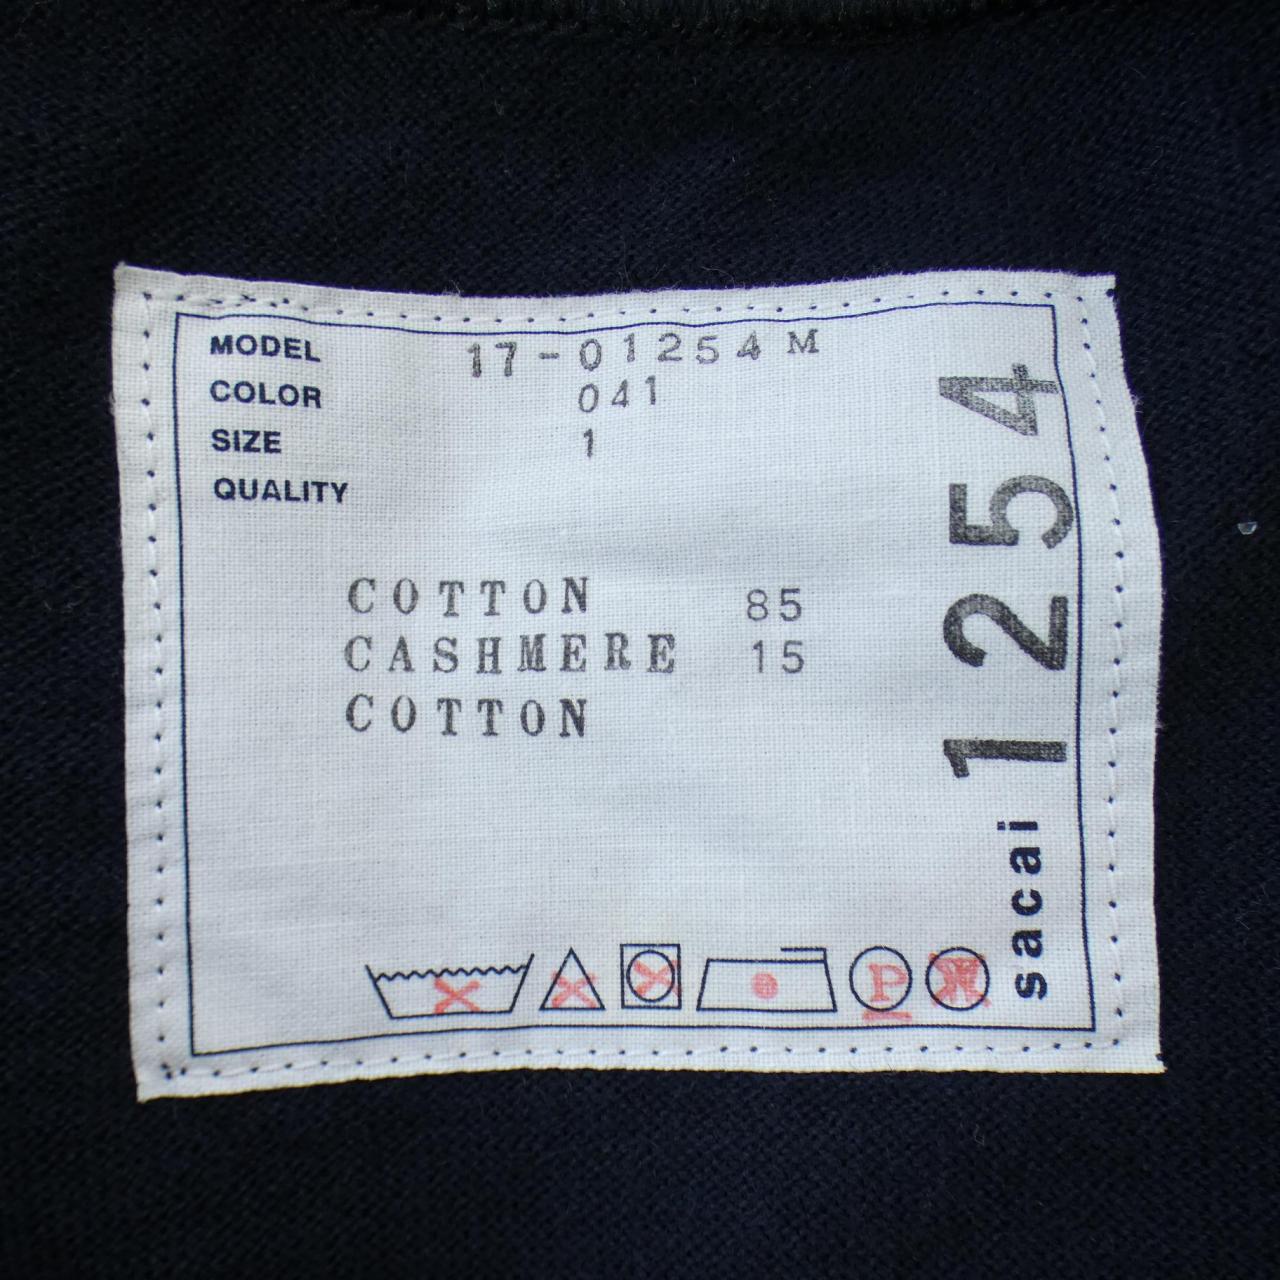 MODEL 17-01254 M
COLOR 041
SIZE 1
QUALITY
COTTON 85
CASHMERE 15
COTTON
sacai 1254
P
W